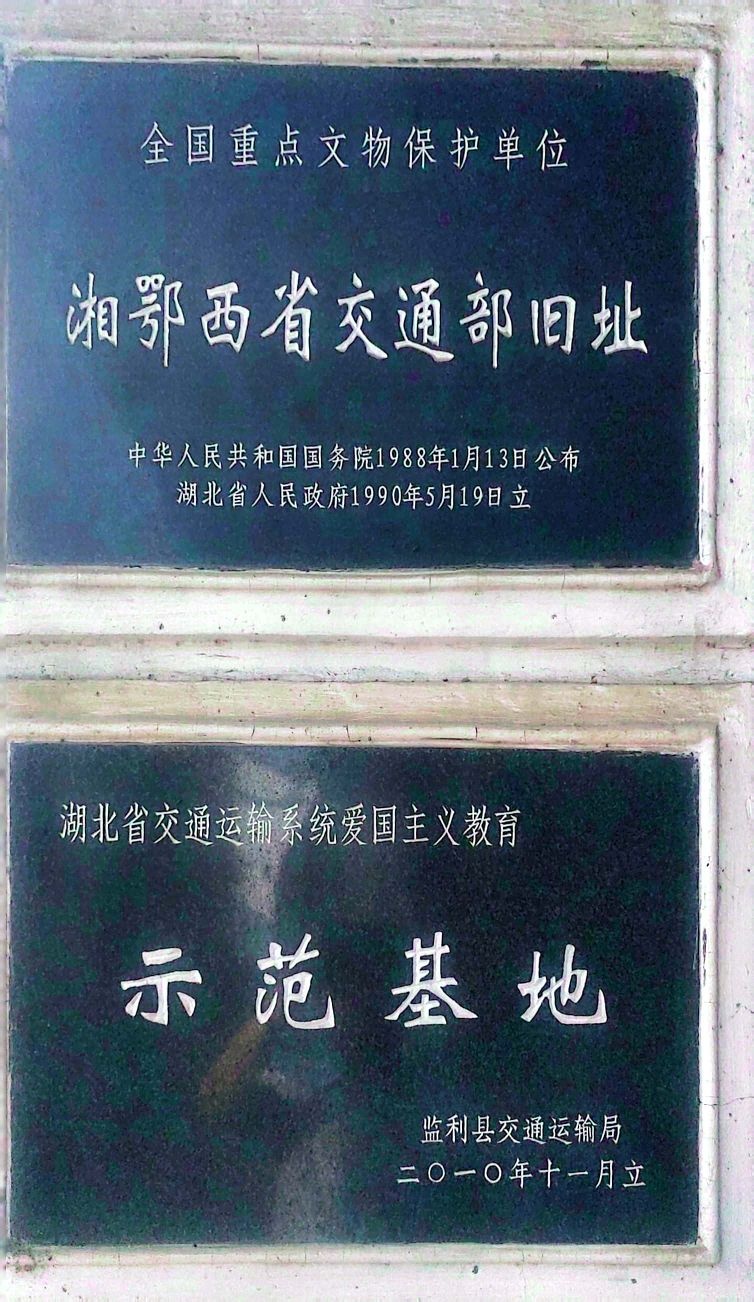 全国重点文物保护单位
湘鄂西省交通部旧址
中华人民共和国国务院1988年1月13日公布
湖北省人民政府1990年5月19日立
湖北省交通运输系统爱国主义教育
示范基地
监利县交通运输局
二〇一〇年十一月立